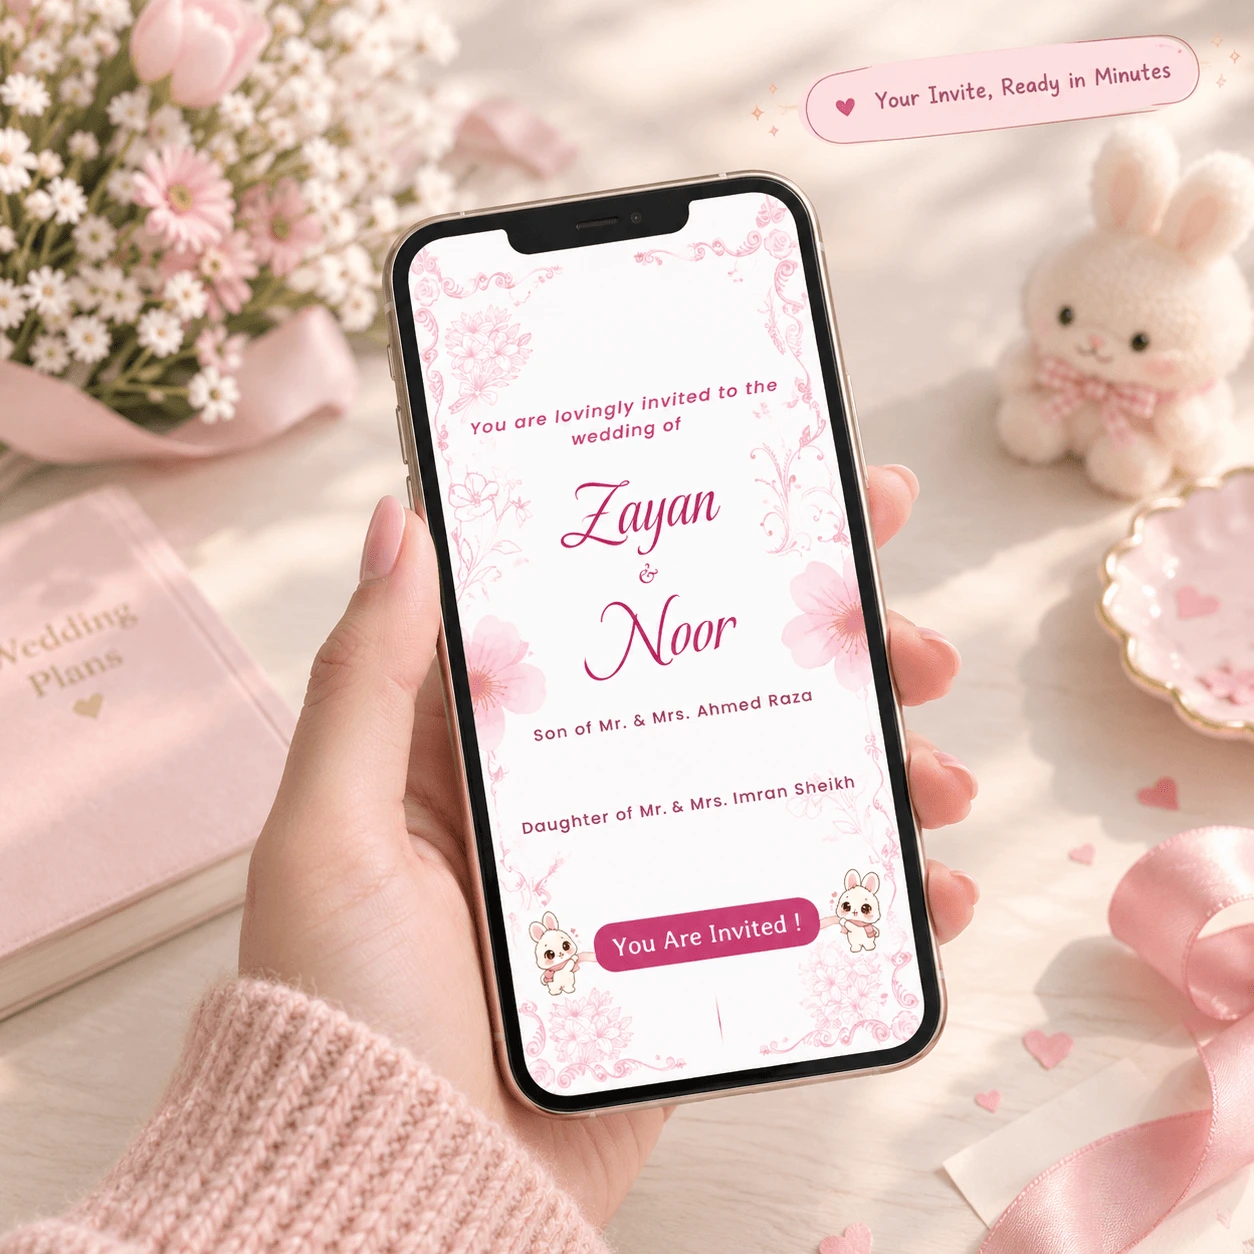 Your Invite, Ready in Minutes
You are lovingly invited to the
wedding of
Zayan
&
Noor
Son of Mr. & Mrs. Ahmed Raza
Daughter of Mr. & Mrs. Imran Sheikh
You Are Invited !
Wedding
Plans